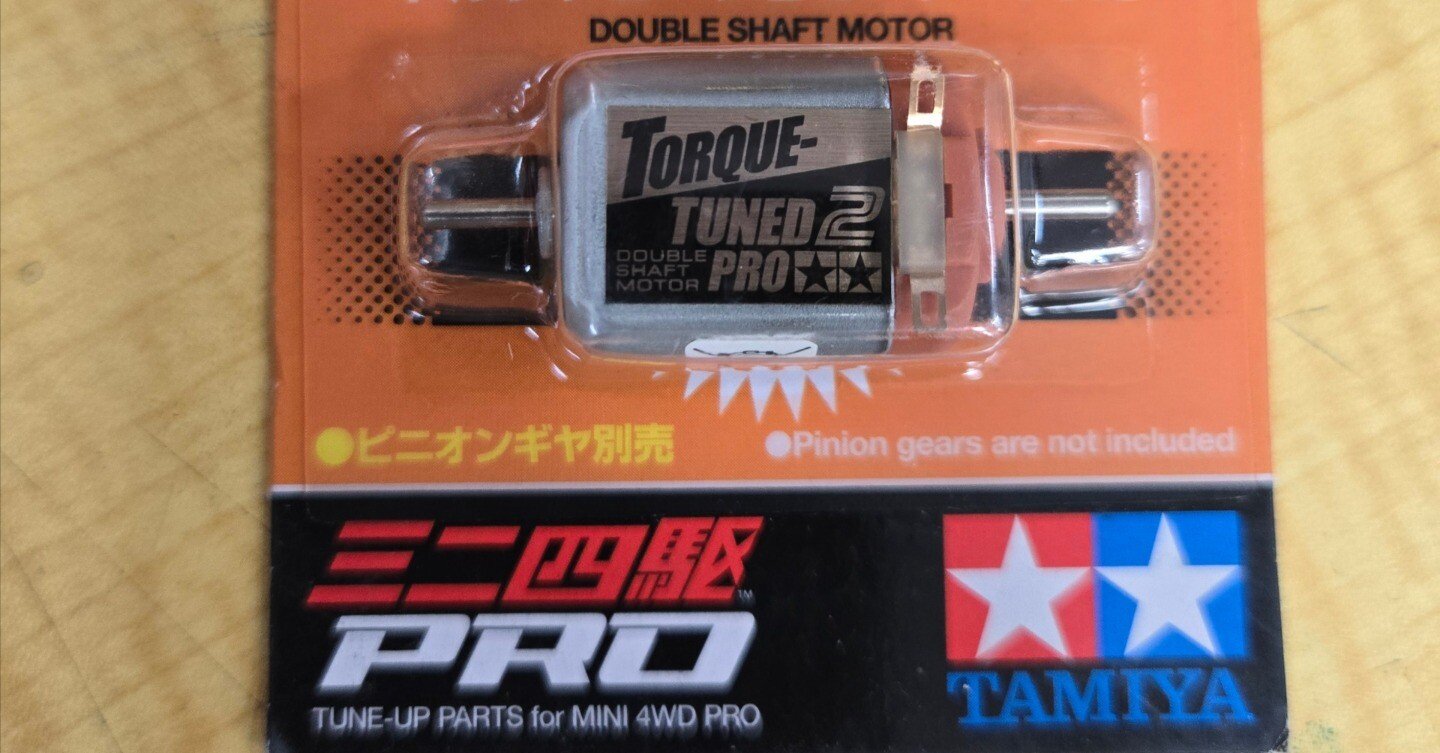 DOUBLE SHAFT MOTOR
TORQUE-
TUNED 2
DOUBLE
SHAFT
MOTOR
PRO
●ピニオンギヤ別売
●Pinion gears are not included
ミニ四駆
TM
PRO
TUNE-UP PARTS for MINI 4WD PRO
TAMIYA